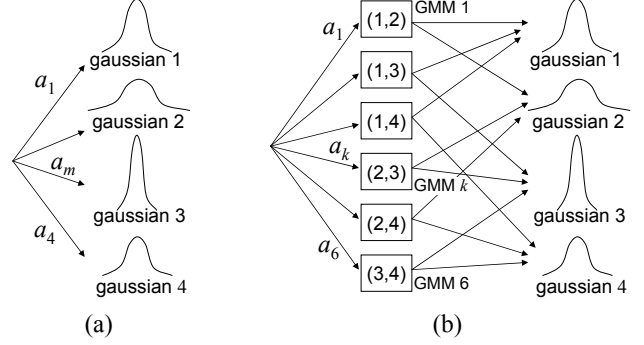 gaussian 1
a1
gaussian 2
am
gaussian 3
a4
gaussian 4
(a)
(1,2)
GMM 1
a1
gaussian 1
(1,3)
(1,4)
gaussian 2
ak
(2,3)
GMM k
(2,4)
gaussian 3
a6
(3,4)
GMM 6
gaussian 4
(b)